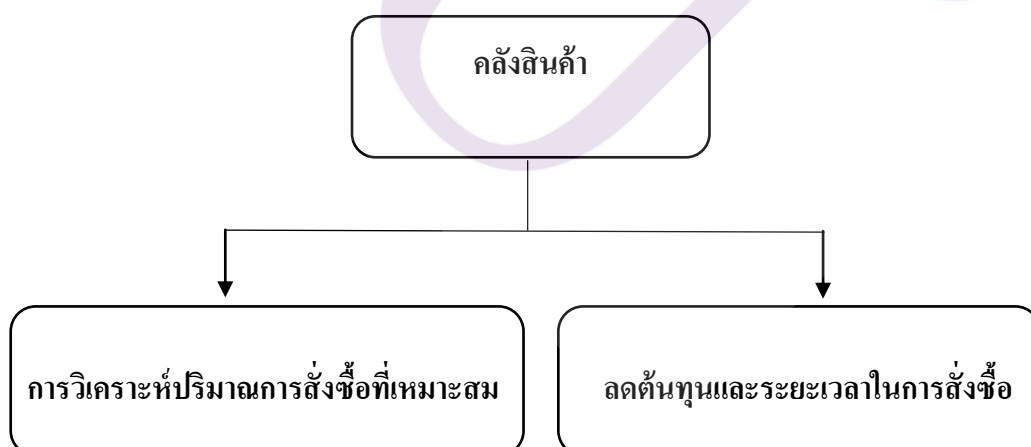 คลังสินค้า
การวิเคราะห์ปริมาณการสั่งซื้อที่เหมาะสม
ลดต้นทุนและระยะเวลาในการสั่งซื้อ